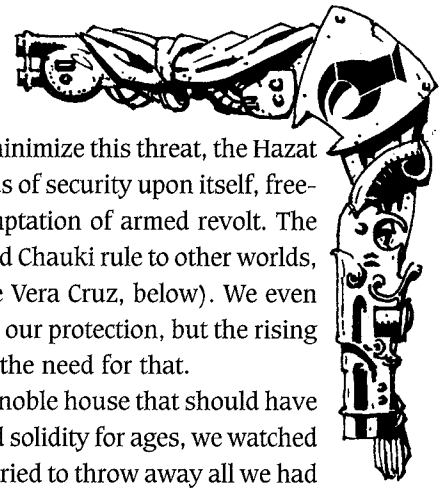 minimize this threat, the Hazat
us of security upon itself, free-
mptation of armed revolt. The
d Chauki rule to other worlds,
e Vera Cruz, below). We even
our protection, but the rising
the need for that.
noble house that should have
d solidity for ages, we watched
ried to throw away all we had